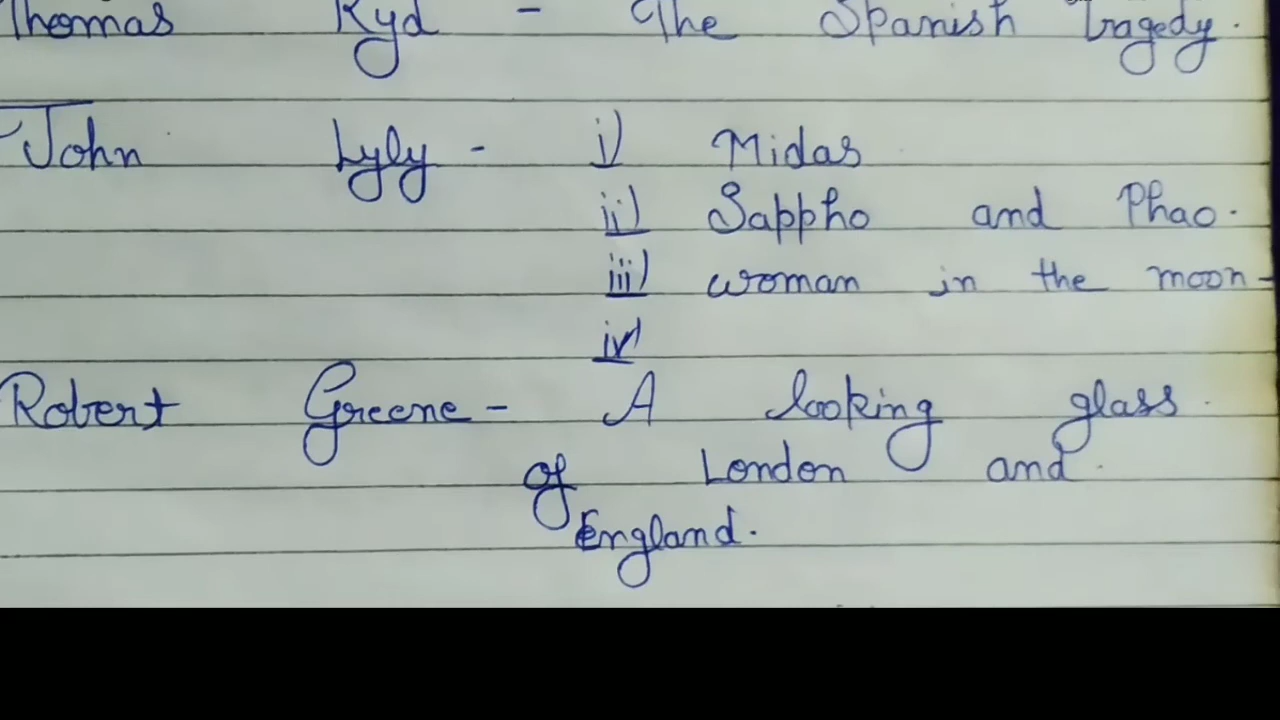 Thomas Kyd - The Spanish Tragedy.
John Lyly - i) Midas
ii) Sappho and Phao.
iii) woman in the moon-
iv)
Robert Greene - A looking glass
of London and
England.